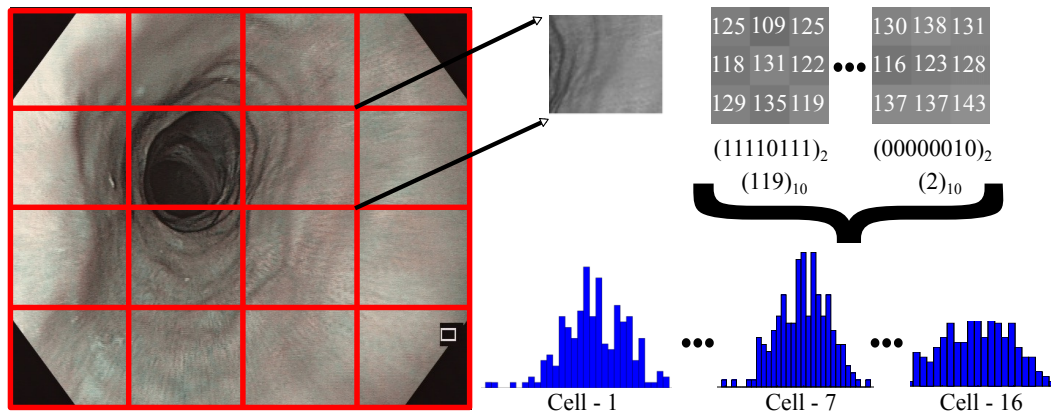 125 109 125
118 131 122
129 135 119
130 138 131
116 123 128
137 137 143
(11110111)₂
(00000010)₂
(119)₁₀
(2)₁₀
Cell - 1
Cell - 7
Cell - 16